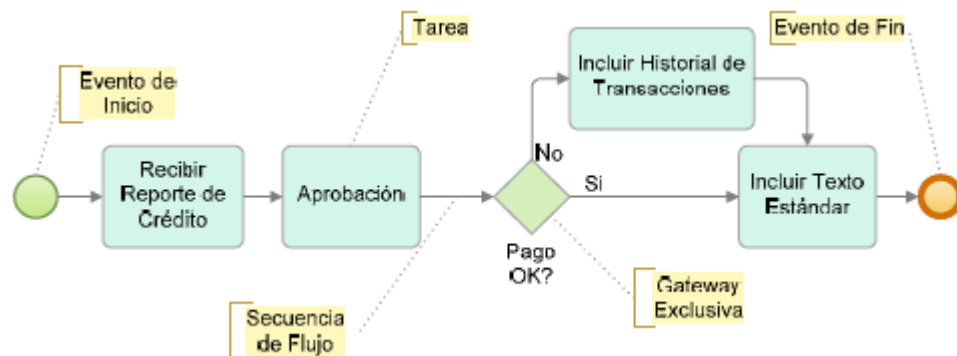 Tarea
Evento de Fin
Evento de
Inicio
Incluir Historial de
Transacciones
No
Recibir
Reporte de
Crédito
Aprobación
Si
Incluir Texto
Estándar
Pago
OK?
Gateway
Exclusiva
Secuencia
de Flujo